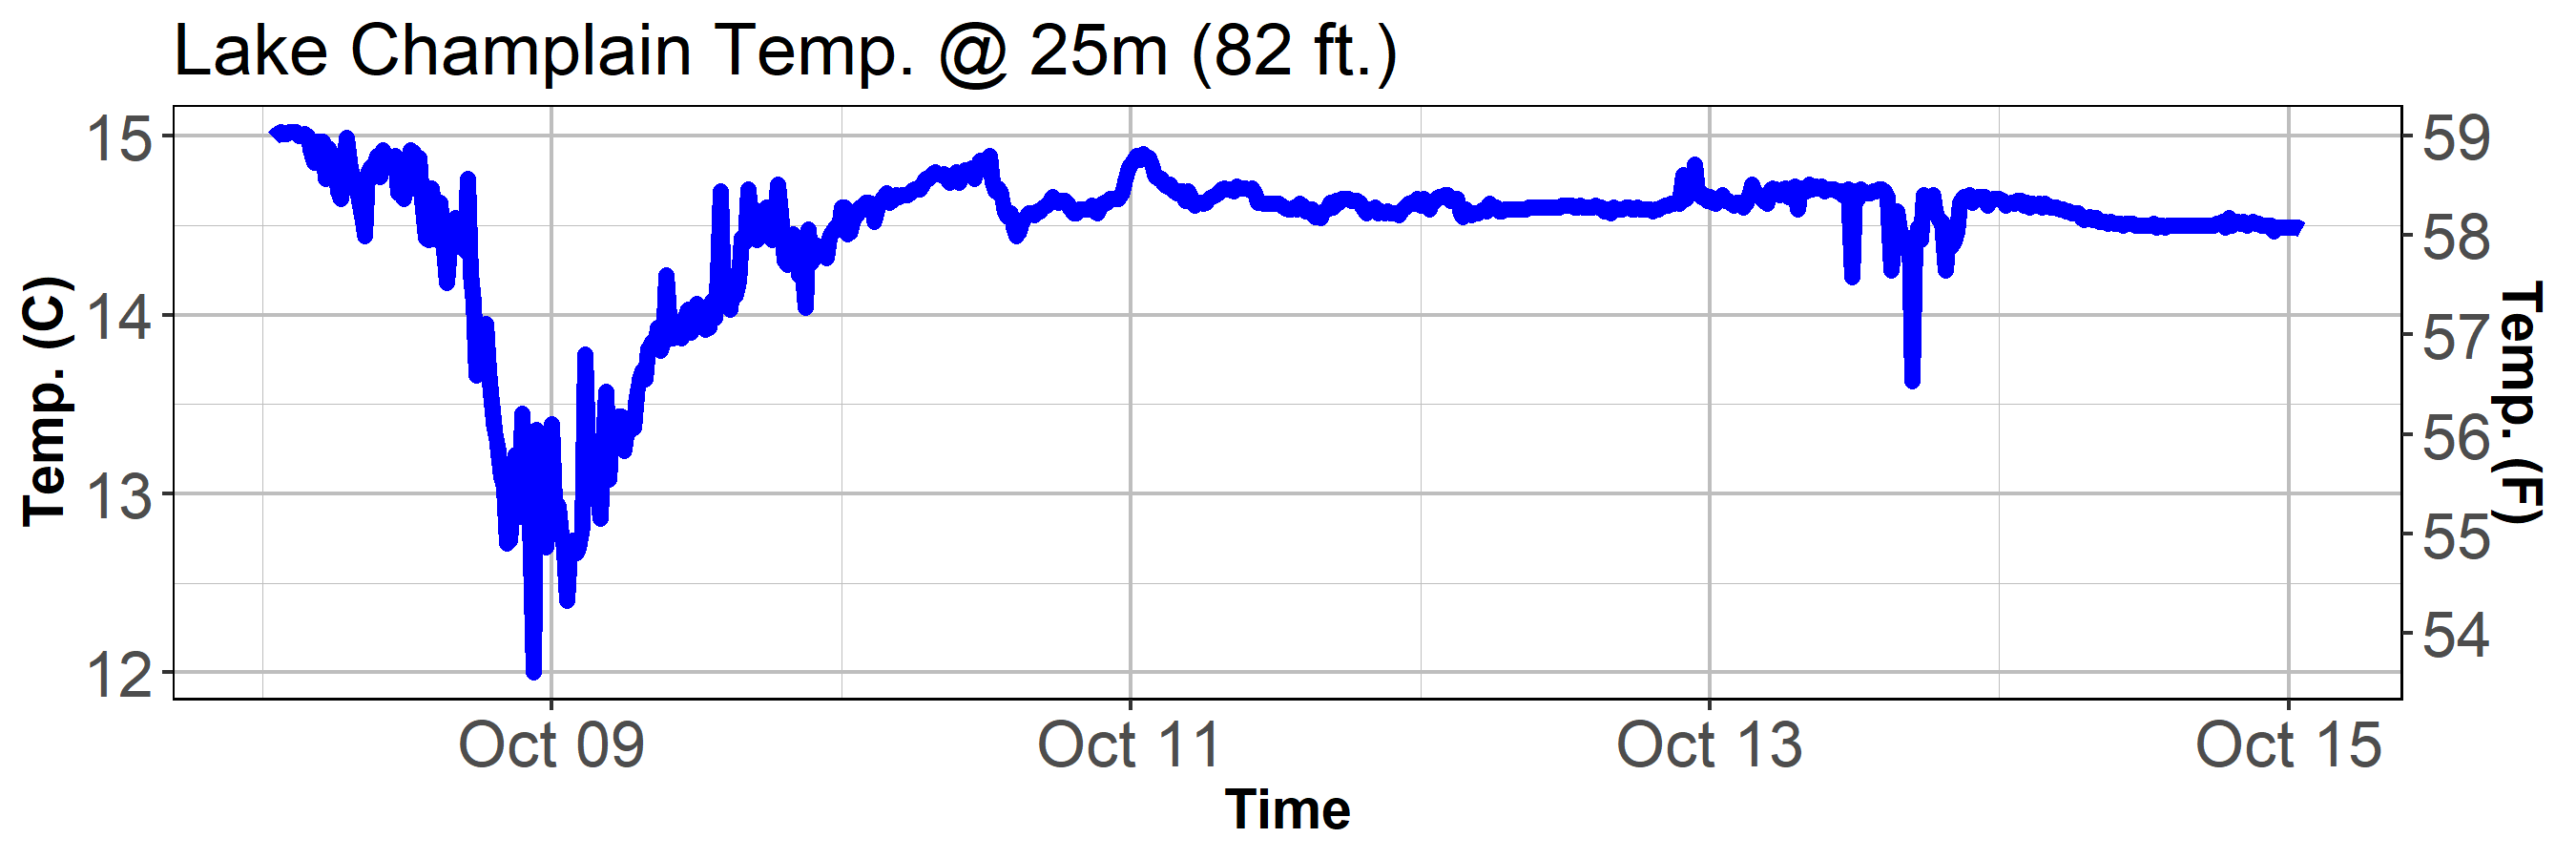 Lake Champlain Temp. @ 25m (82 ft.)
Temp. (C)
15
14
13
12
59
58
57
56
55
54
Temp. (F)
Oct 09
Oct 11
Oct 13
Oct 15
Time